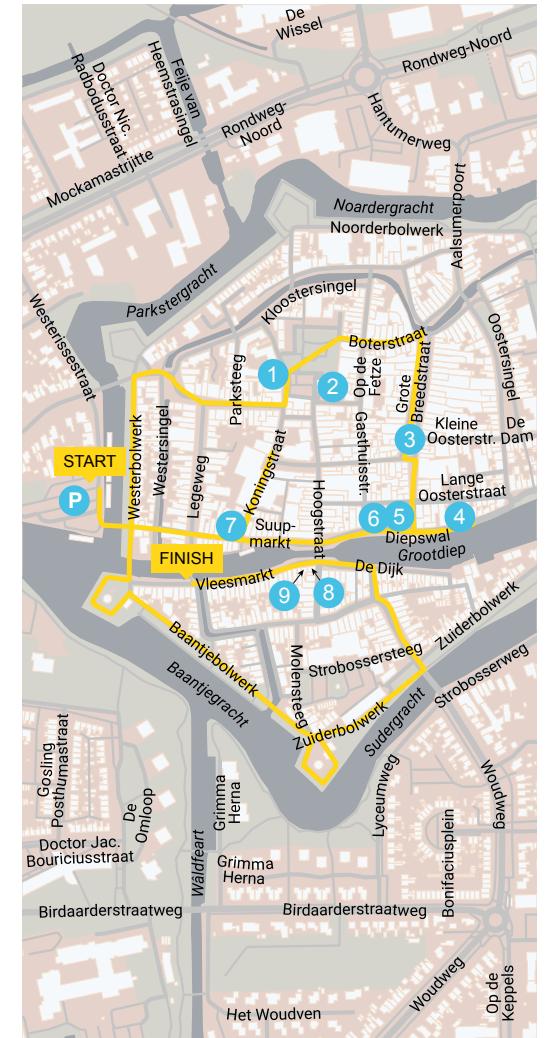 De
Wissel
Rondweg-Noord
Feije van
Heemstrasingel
Doctor Nic.
Radbodusstraat
Rondweg-
Noord
Hantumerweg
Mockamastrjitte
Aalsumerpoort
Noardergracht
Noorderbolwerk
Parkstergracht
Kloostersingel
Westerissestraat
Boterstraat
Oostersingel
Parksteeg
1
2
Op de
Fetze
Grote
Breedstraat
Westerbolwerk
Westersingel
Legeweg
Koningstraat
Gasthuisstr.
3
Kleine
Oosterstr.
De
Dam
START
P
Hoogstraat
Lange
Oosterstraat
7
Suup-
markt
6
5
4
Diepswal
Grootdiep
FINISH
Vleesmarkt
De Dijk
9
8
Zuiderbolwerk
Baantjebolwerk
Baantjegracht
Molensteeg
Strobossersteeg
Strobosserweg
Zuiderbolwerk
Sudergracht
Gosling
Posthumastraat
De
Omloop
Grimma
Herna
Lyceumweg
Woudweg
Doctor Jac.
Bouriciusstraat
Wâldfeart
Grimma
Herna
Bonifaciusplein
Birdaarderstraatweg
Birdaarderstraatweg
Woudweg
Op de
Keppels
Het Woudven